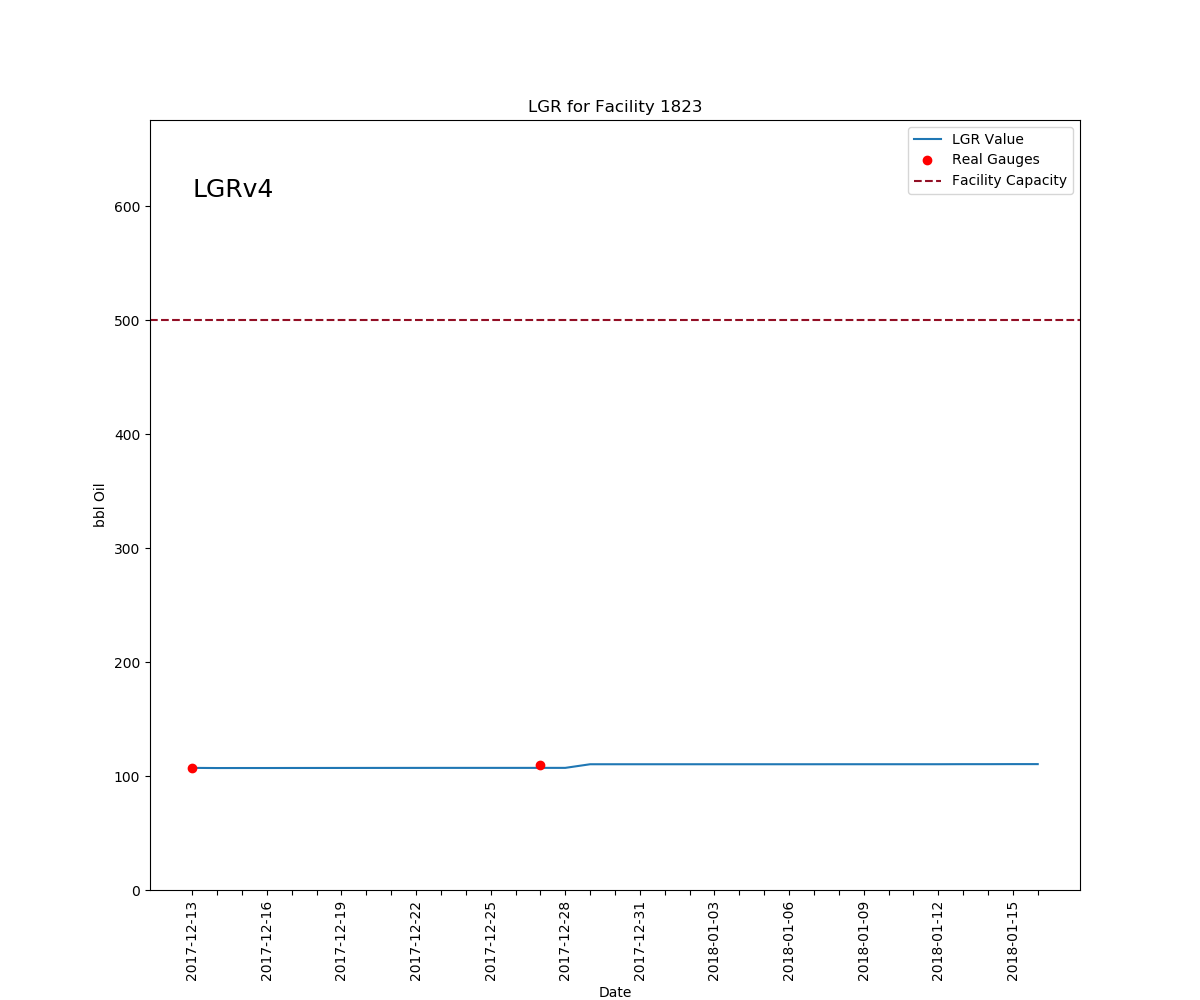 LGR for Facility 1823
LGR Value
Real Gauges
Facility Capacity
LGRv4
600
500
400
300
200
100
0
bbl Oil
2017-12-13
2017-12-16
2017-12-19
2017-12-22
2017-12-25
2017-12-28
2017-12-31
2018-01-03
2018-01-06
2018-01-09
2018-01-12
2018-01-15
Date